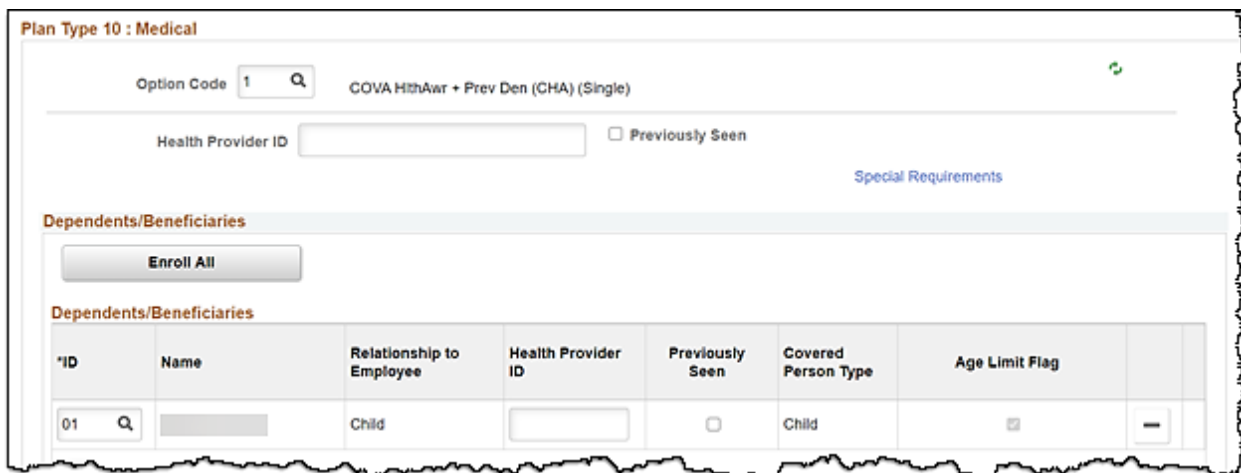 Plan Type 10 : Medical
Option Code 1 COVA HlthAwr + Prev Den (CHA) (Single)
Health Provider ID Previously Seen
Special Requirements
Dependents/Beneficiaries
Enroll All
Dependents/Beneficiaries
*ID Name Relationship to Employee Health Provider ID Previously Seen Covered Person Type Age Limit Flag
01 Child Child